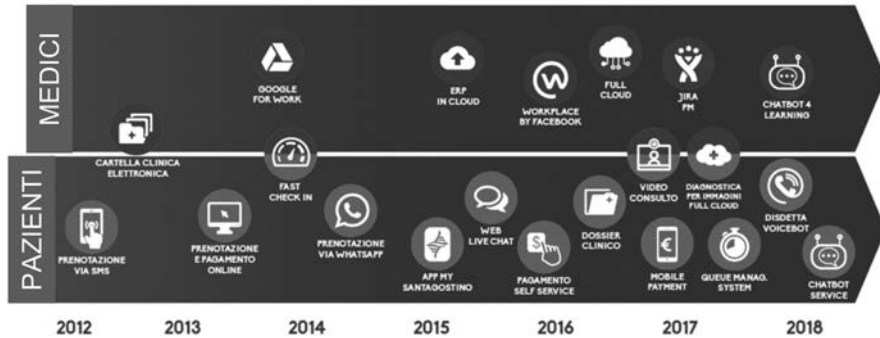 MEDICI
GOOGLE
FOR WORK
ERP
IN CLOUD
WORKPLACE
BY FACEBOOK
FULL
CLOUD
JIRA
PM
CHATBOT 4
LEARNING
CARTELLA CLINICA
ELETTRONICA
FAST
CHECK IN
VIDEO
CONSULTO
DIAGNOSTICA
PER IMMAGINI
FULL CLOUD
PAZIENTI
PRENOTAZIONE
VIA SMS
PRENOTAZIONE
E PAGAMENTO
ONLINE
PRENOTAZIONE
VIA WHATSAPP
APP MY
SANTAGOSTINO
WEB
LIVE CHAT
PAGAMENTO
SELF SERVICE
DOSSIER
CLINICO
MOBILE
PAYMENT
QUEUE MANAG.
SYSTEM
DISDETTA
VOICEBOT
CHATBOT
SERVICE
2012 2013 2014 2015 2016 2017 2018